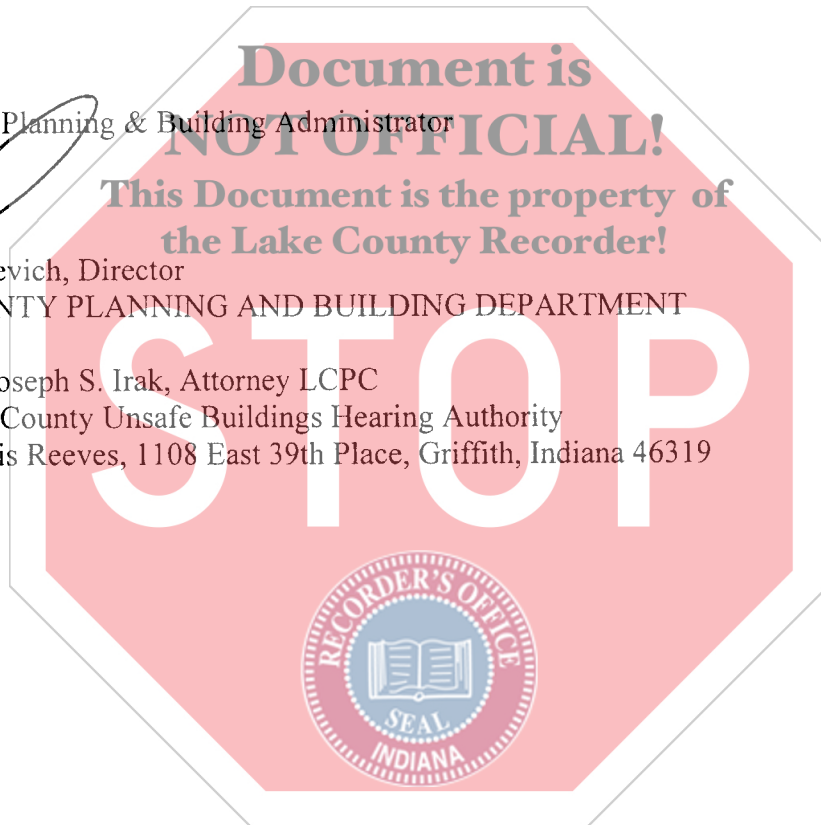 Document is
Planning & Building Administrator
NOT OFFICIAL!
This Document is the property of
the Lake County Recorder!
evich, Director
NTY PLANNING AND BUILDING DEPARTMENT
STOP
oseph S. Irak, Attorney LCPC
County Unsafe Buildings Hearing Authority
is Reeves, 1108 East 39th Place, Griffith, Indiana 46319
RECORDER'S OFFICE
SEAL
INDIANA